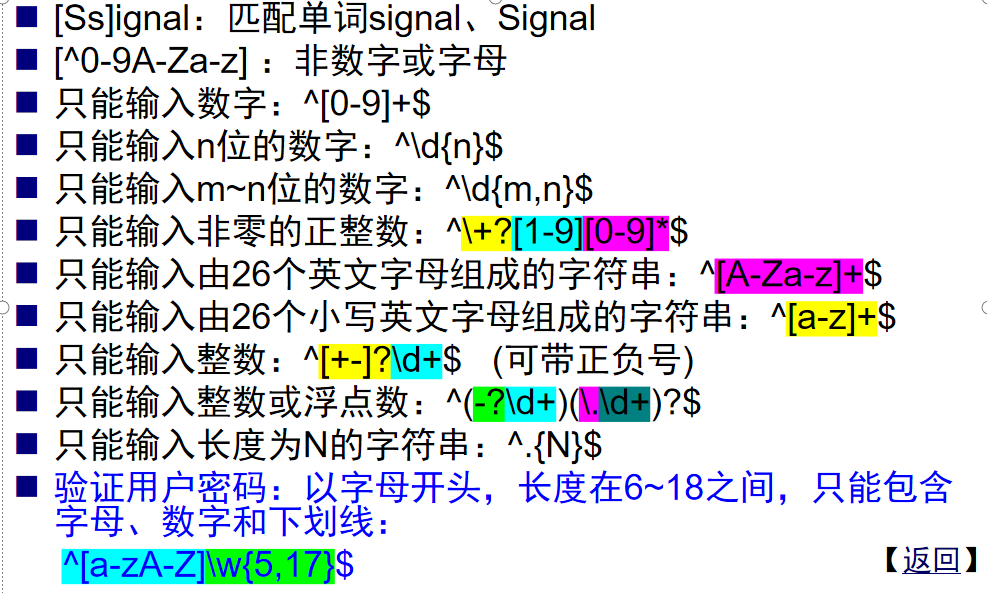 [Ss]ignal：匹配单词signal、Signal
[^0-9A-Za-z] ：非数字或字母
只能输入数字：^[0-9]+$
只能输入n位的数字：^\d{n}$
只能输入m~n位的数字：^\d{m,n}$
只能输入非零的正整数：^\+?[1-9][0-9]*$
只能输入由26个英文字母组成的字符串：^[A-Za-z]+$
只能输入由26个小写英文字母组成的字符串：^[a-z]+$
只能输入整数：^[+-]?\d+$ (可带正负号)
只能输入整数或浮点数：^(-?\d+)(\.\d+)?$
只能输入长度为N的字符串：^.{N}$
验证用户密码：以字母开头，长度在6~18之间，只能包含
字母、数字和下划线：
^[a-zA-Z]\w{5,17}$
【返回】